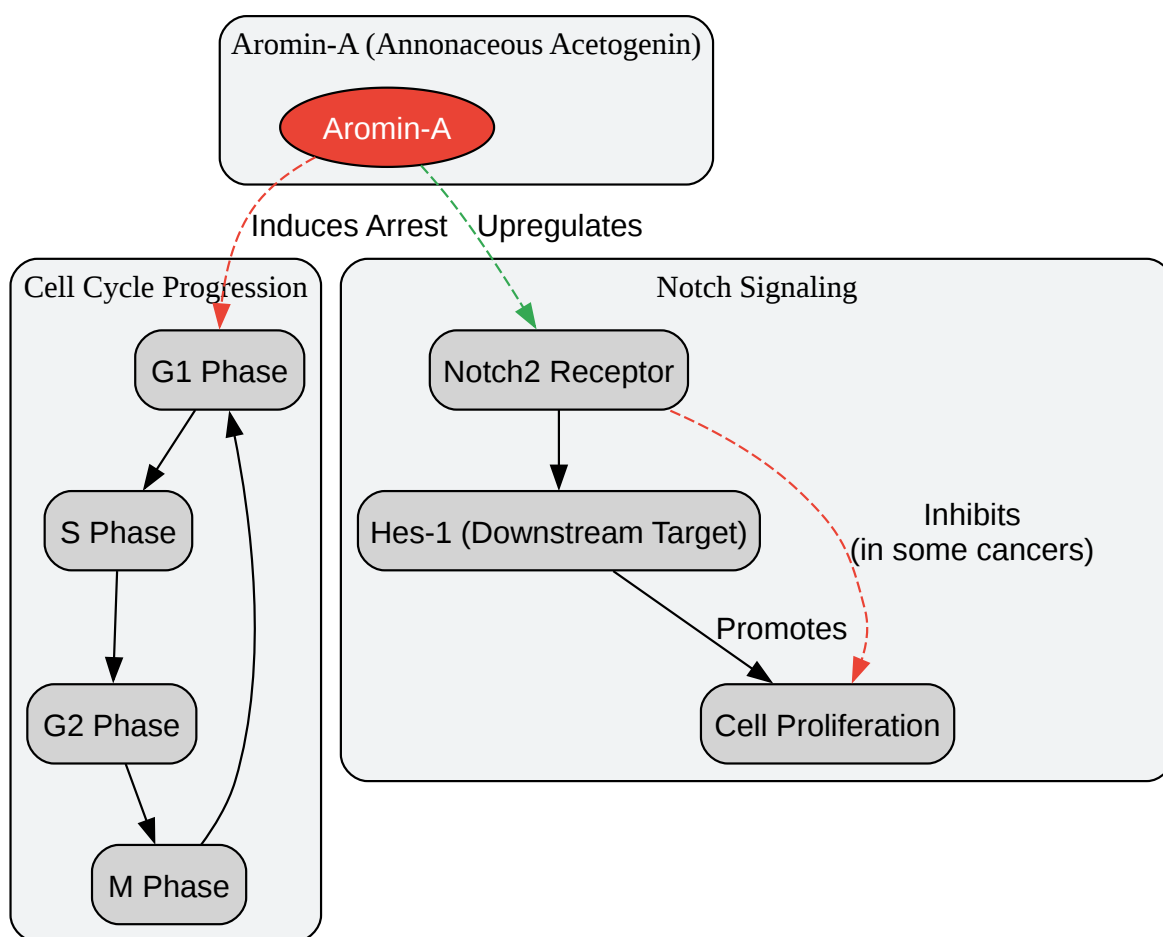 Aromin-A (Annonaceous Acetogenin)
Aromin-A
Induces Arrest
Upregulates
Cell Cycle Progression
G1 Phase
S Phase
G2 Phase
M Phase
Notch Signaling
Notch2 Receptor
Hes-1 (Downstream Target)
Inhibits
(in some cancers)
Promotes
Cell Proliferation